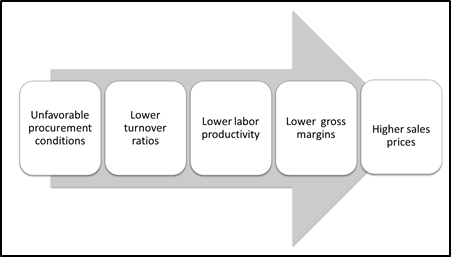 Unfavorable
procurement
conditions
Lower
turnover
ratios
Lower labor
productivity
Lower gross
margins
Higher sales
prices